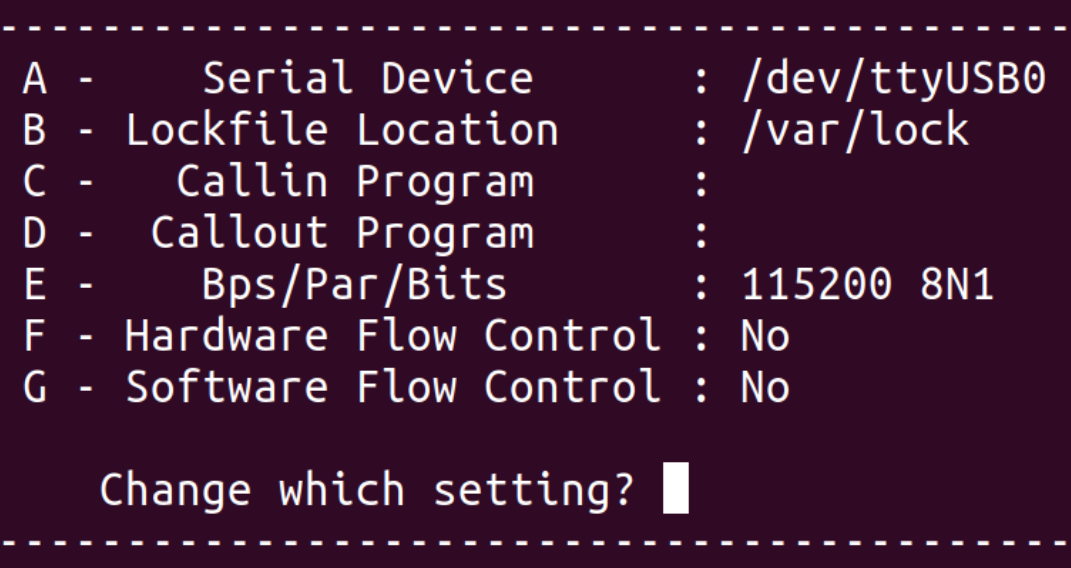 A -    Serial Device      : /dev/ttyUSB0
B - Lockfile Location     : /var/lock
C -   Callin Program      :
D -  Callout Program      :
E -    Bps/Par/Bits       : 115200 8N1
F - Hardware Flow Control : No
G - Software Flow Control : No
Change which setting?